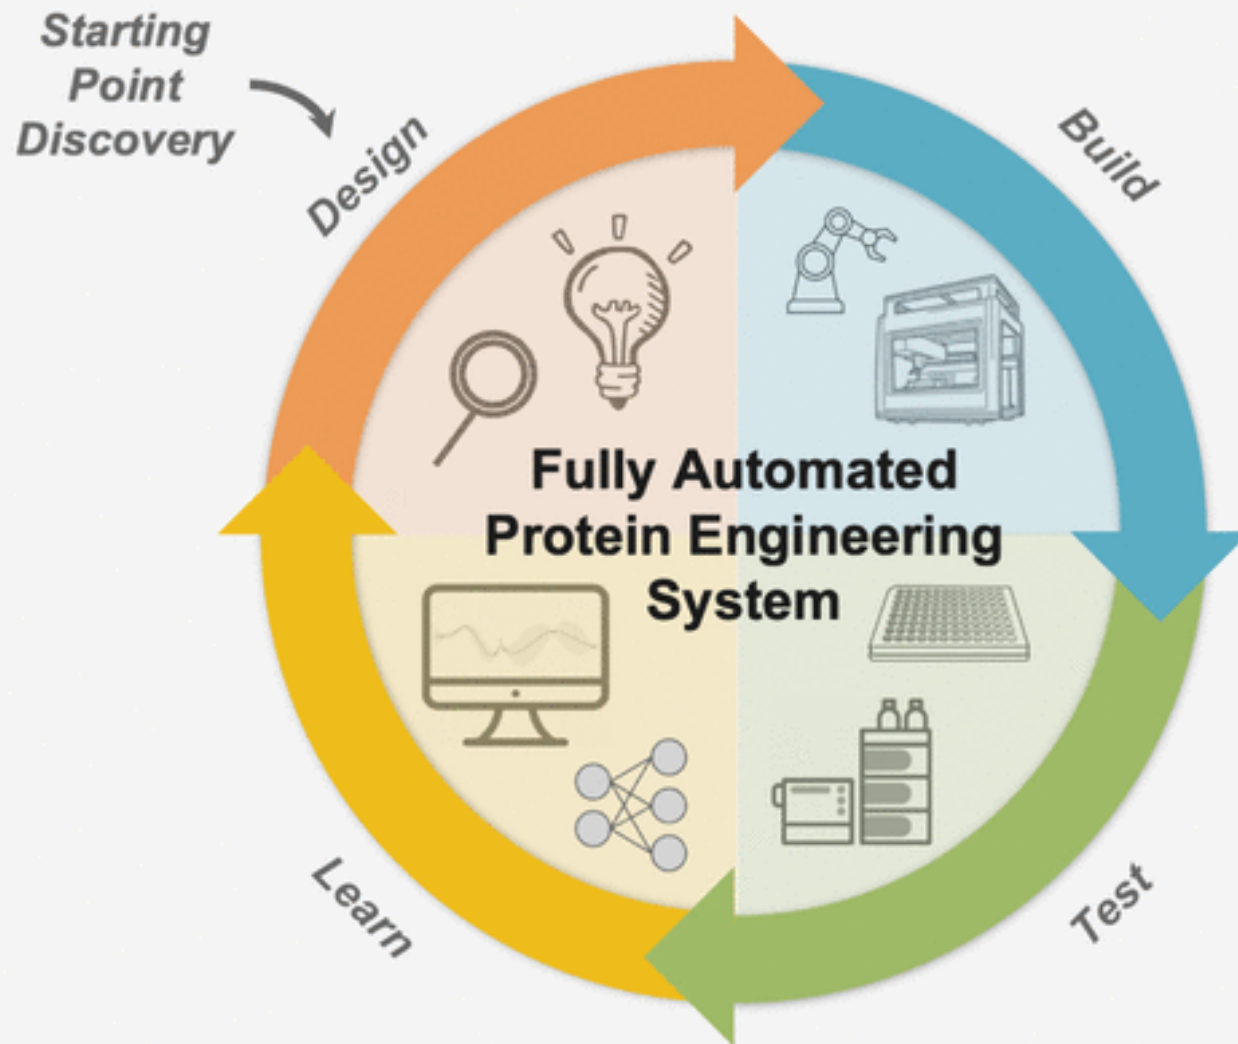 Starting
Point
Discovery
Design
Build
Fully Automated
Protein Engineering
System
Learn
Test